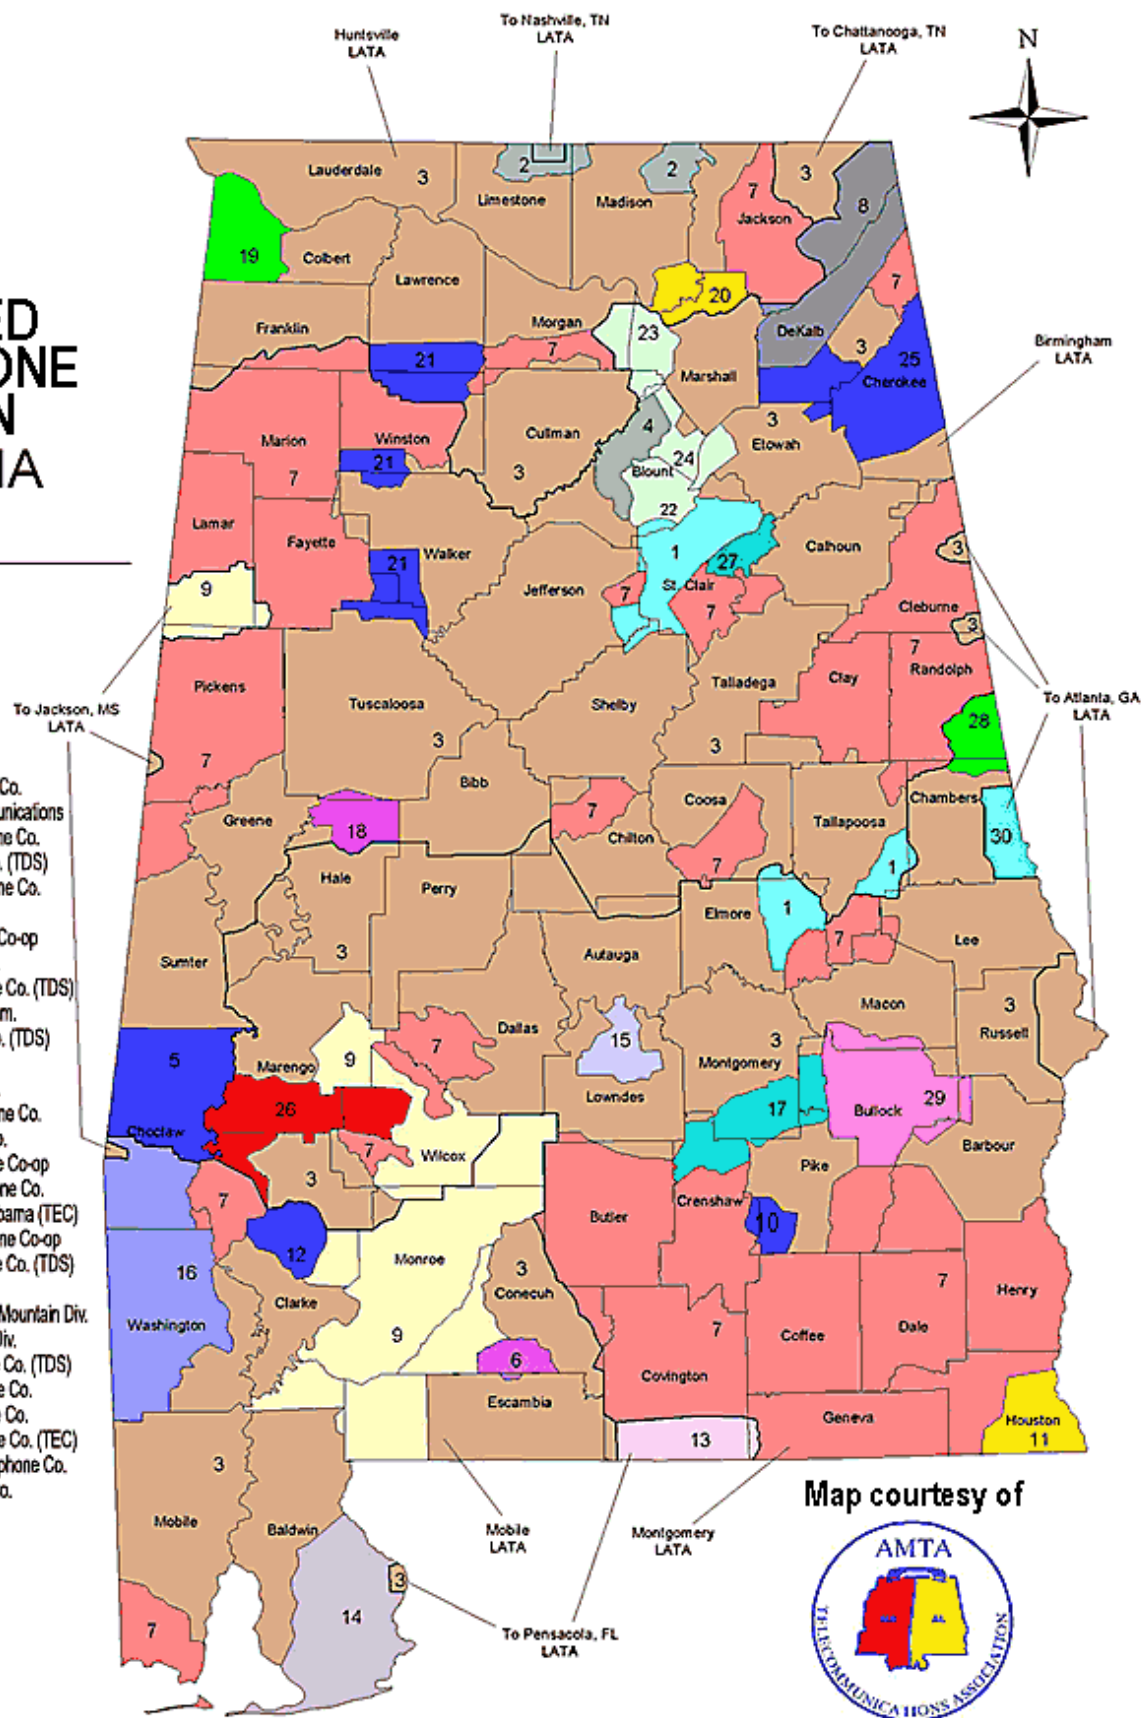 To Nashville, TN
LATA
Huntsville
LATA
To Chattanooga, TN
LATA
N
Lauderdale
3
2
2
3
Limestone
Madison
7
Jackson
8
19
Colbert
Lawrence
20
7
Franklin
Morgan
23
DeKalb
ED
ONE
N
NA
Birmingham
LATA
7
21
Marshall
3
25
Cherokee
Marion
Winston
Cullman
4
3
Etowah
7
21
3
Blount
24
22
Lamar
Fayette
Walker
21
Jefferson
1
27
St. Clair
Calhoun
3
9
7
7
Cleburne
3
7
Randolph
Pickens
Tuscaloosa
Shelby
Talladega
Clay
To Jackson, MS
LATA
To Atlanta, GA
LATA
28
3
3
7
Bibb
Coosa
Chambers
Greene
18
7
Chilton
Tallapoosa
30
7
1
Hale
Perry
Elmore
1
3
Autauga
7
Lee
Sumter
Macon
3
Russell
5
Marengo
9
7
Dallas
15
3
Montgomery
Lowndes
26
17
Bullock
29
Choctaw
7
Wilcox
Barbour
3
Pike
7
Butler
Crenshaw
10
12
Monroe
3
Conecuh
16
Clarke
7
Henry
Washington
9
7
Coffee
Dale
6
Covington
Escambia
Geneva
Houston
11
13
3
Mobile
Baldwin
Mobile
LATA
Montgomery
LATA
3
14
7
To Pensacola, FL
LATA
Co.
unications
ne Co.
. (TDS)
ne Co.
Co-op
e Co. (TDS)
m.
o. (TDS)
ne Co.
o.
e Co-op
one Co.
bama (TEC)
ne Co-op
e Co. (TDS)
Mountain Div.
Div.
Co. (TDS)
e Co.
e Co.
e Co. (TEC)
phone Co.
o.
Map courtesy of
AMTA
TELECOMMUNICATIONS ASSOCIATION